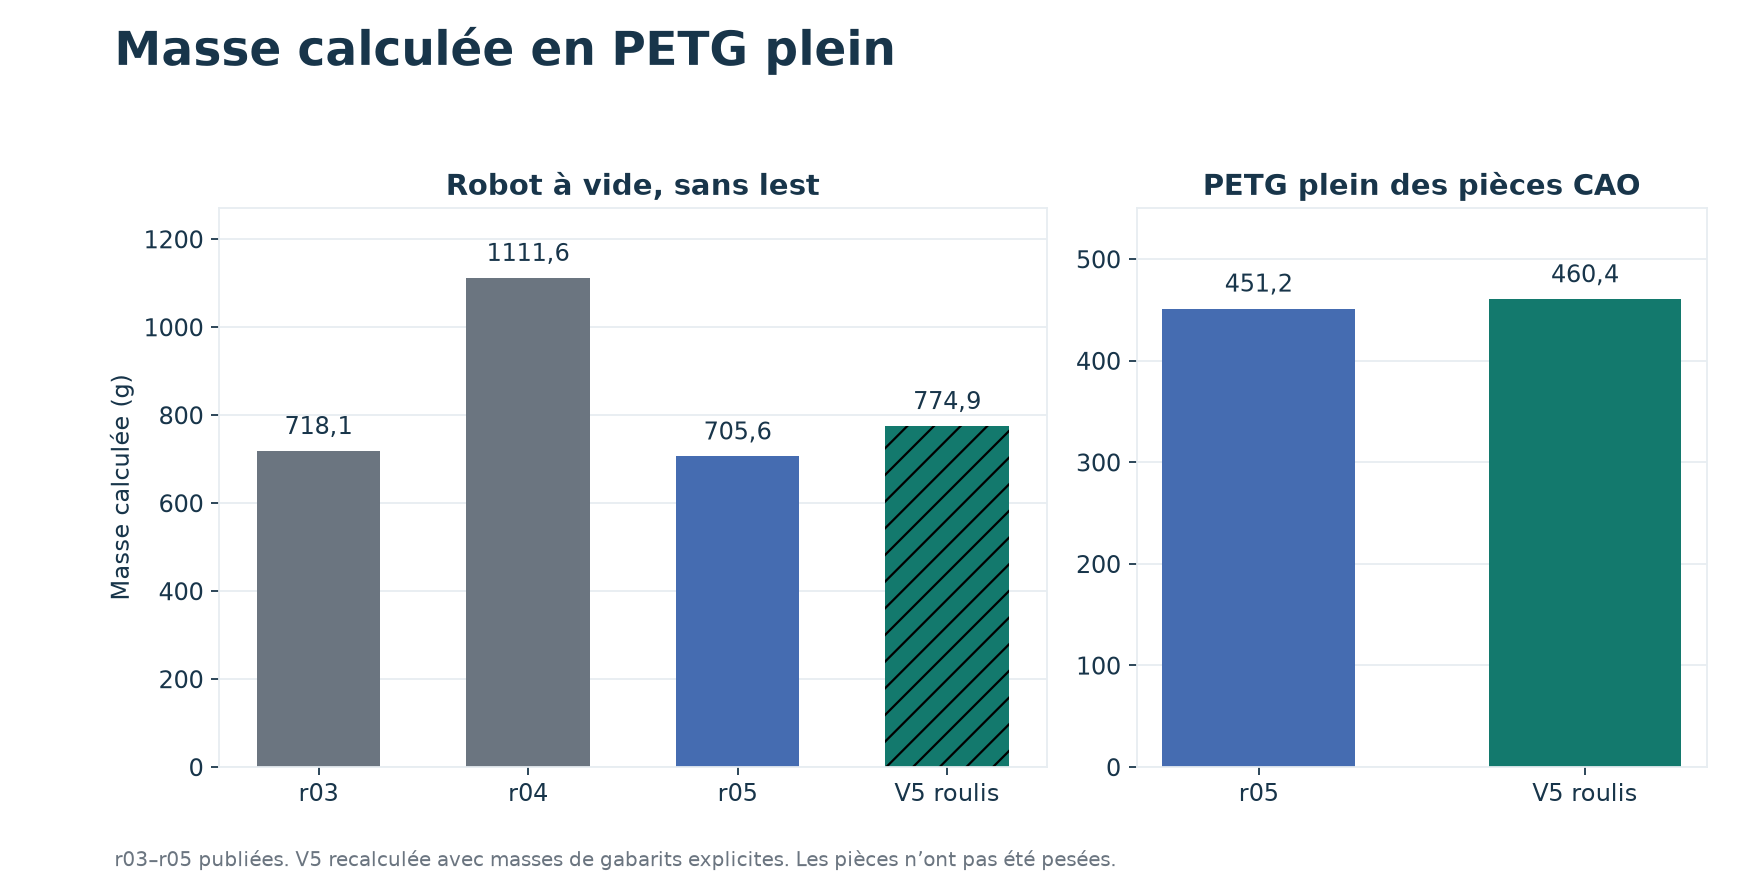 Masse calculée en PETG plein
Robot à vide, sans lest
Masse calculée (g)
1200
1000
800
600
400
200
0
718,1
1111,6
705,6
774,9
r03
r04
r05
V5 roulis
PETG plein des pièces CAO
500
400
300
200
100
0
451,2
460,4
r05
V5 roulis
r03–r05 publiées. V5 recalculée avec masses de gabarits explicites. Les pièces n’ont pas été pesées.